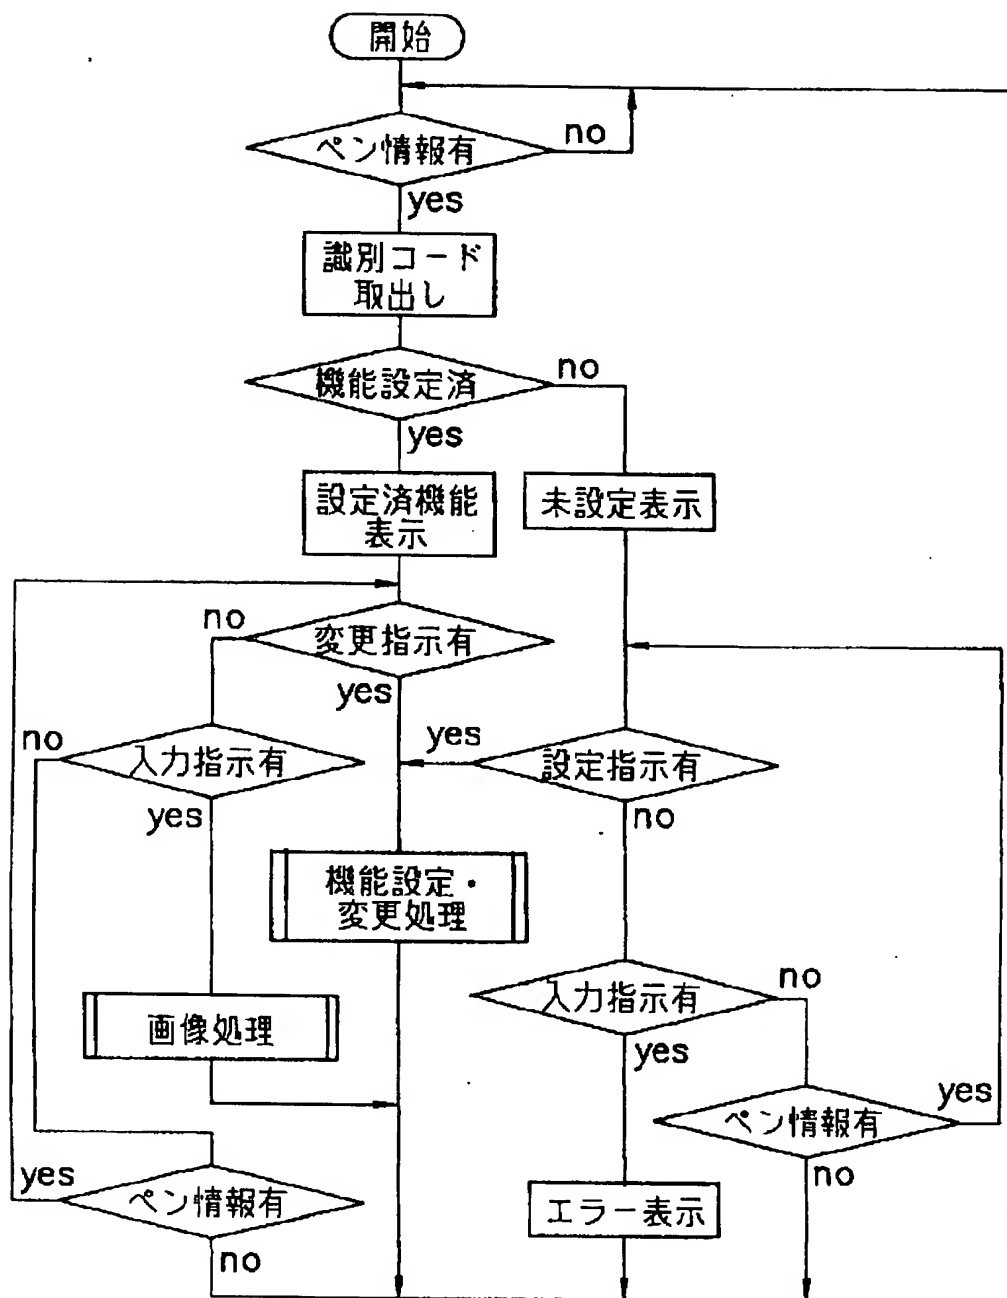 開始
ペン情報有
no
yes
識別コード
取出し
機能設定済
no
yes
設定済機能
表示
未設定表示
変更指示有
no
yes
入力指示有
no
yes
設定指示有
yes
no
機能設定・
変更処理
入力指示有
no
yes
画像処理
ペン情報有
yes
no
ペン情報有
yes
no
エラー表示